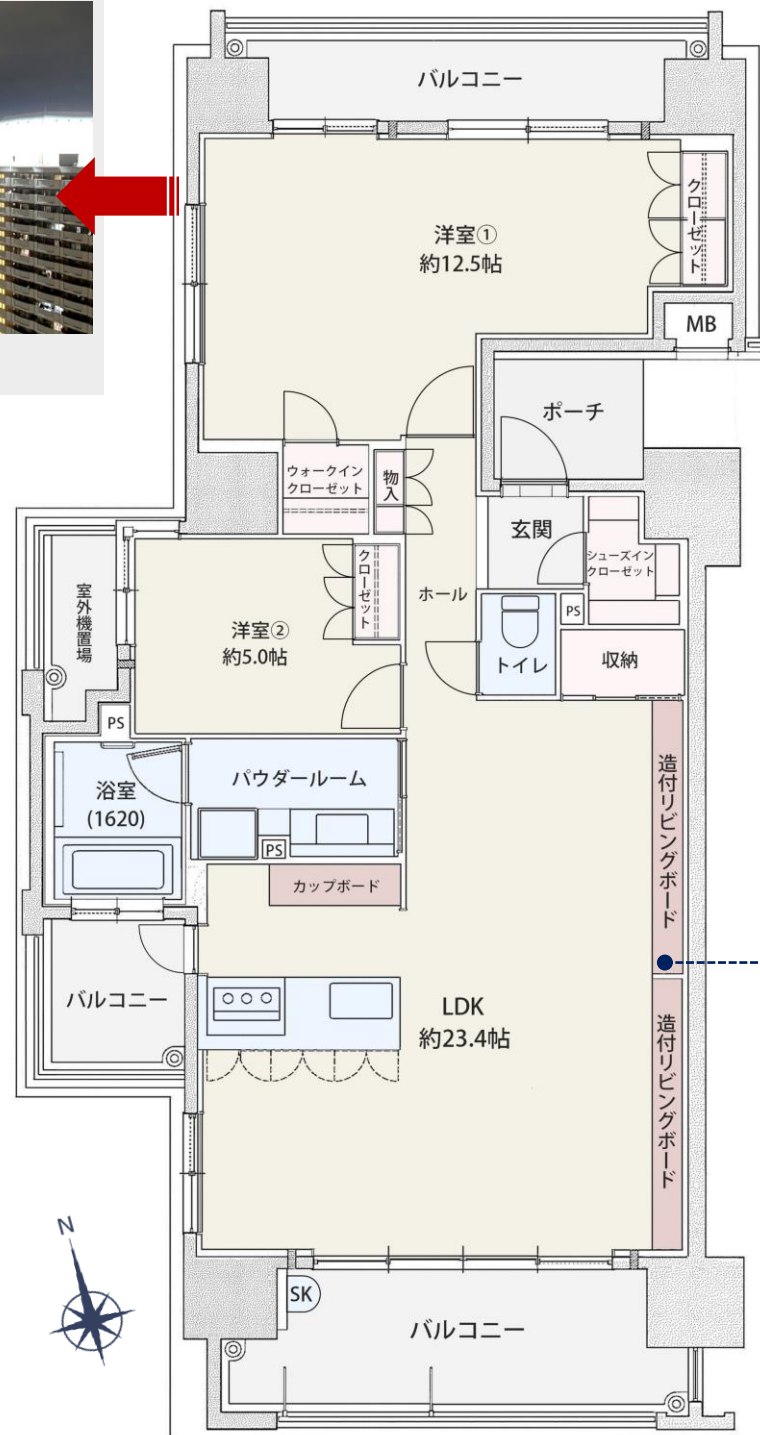 バルコニー
洋室①
約12.5帖
クローゼット
MB
ポーチ
ウォークイン
クローゼット
物入
玄関
シューズイン
クローゼット
ホール
クローゼット
室外機置場
洋室②
約5.0帖
PS
トイレ
収納
PS
浴室
(1620)
パウダールーム
PS
造付リビングボード
カップボード
バルコニー
LDK
約23.4帖
造付リビングボード
N
SK
バルコニー